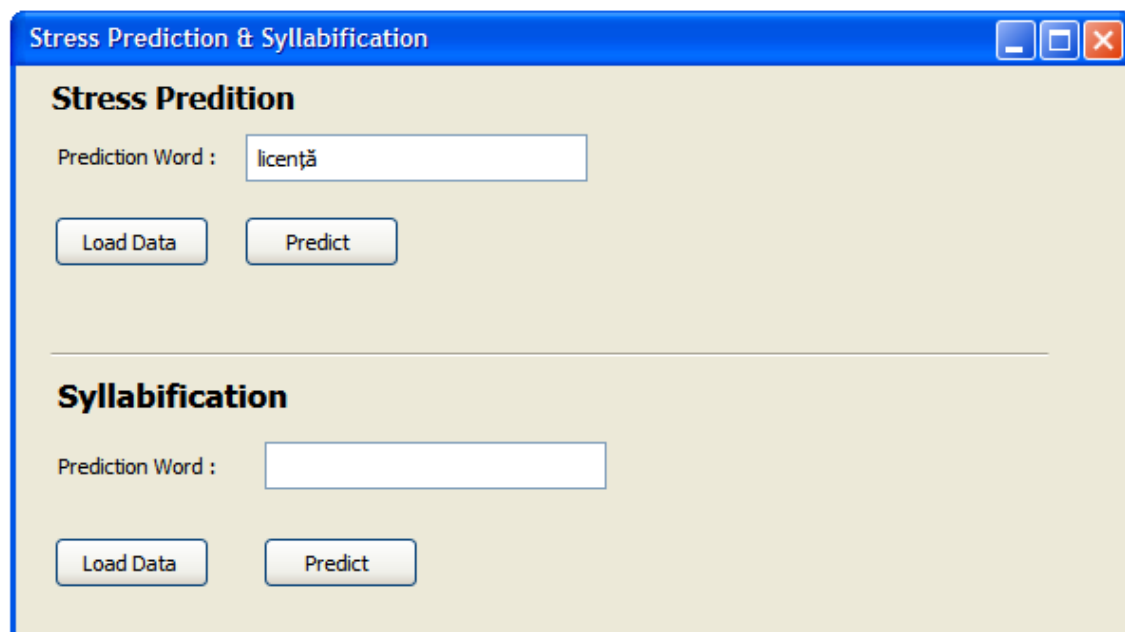 Stress Prediction & Syllabification
Stress Predition
Prediction Word : licență
Load Data Predict
Syllabification
Prediction Word :
Load Data Predict